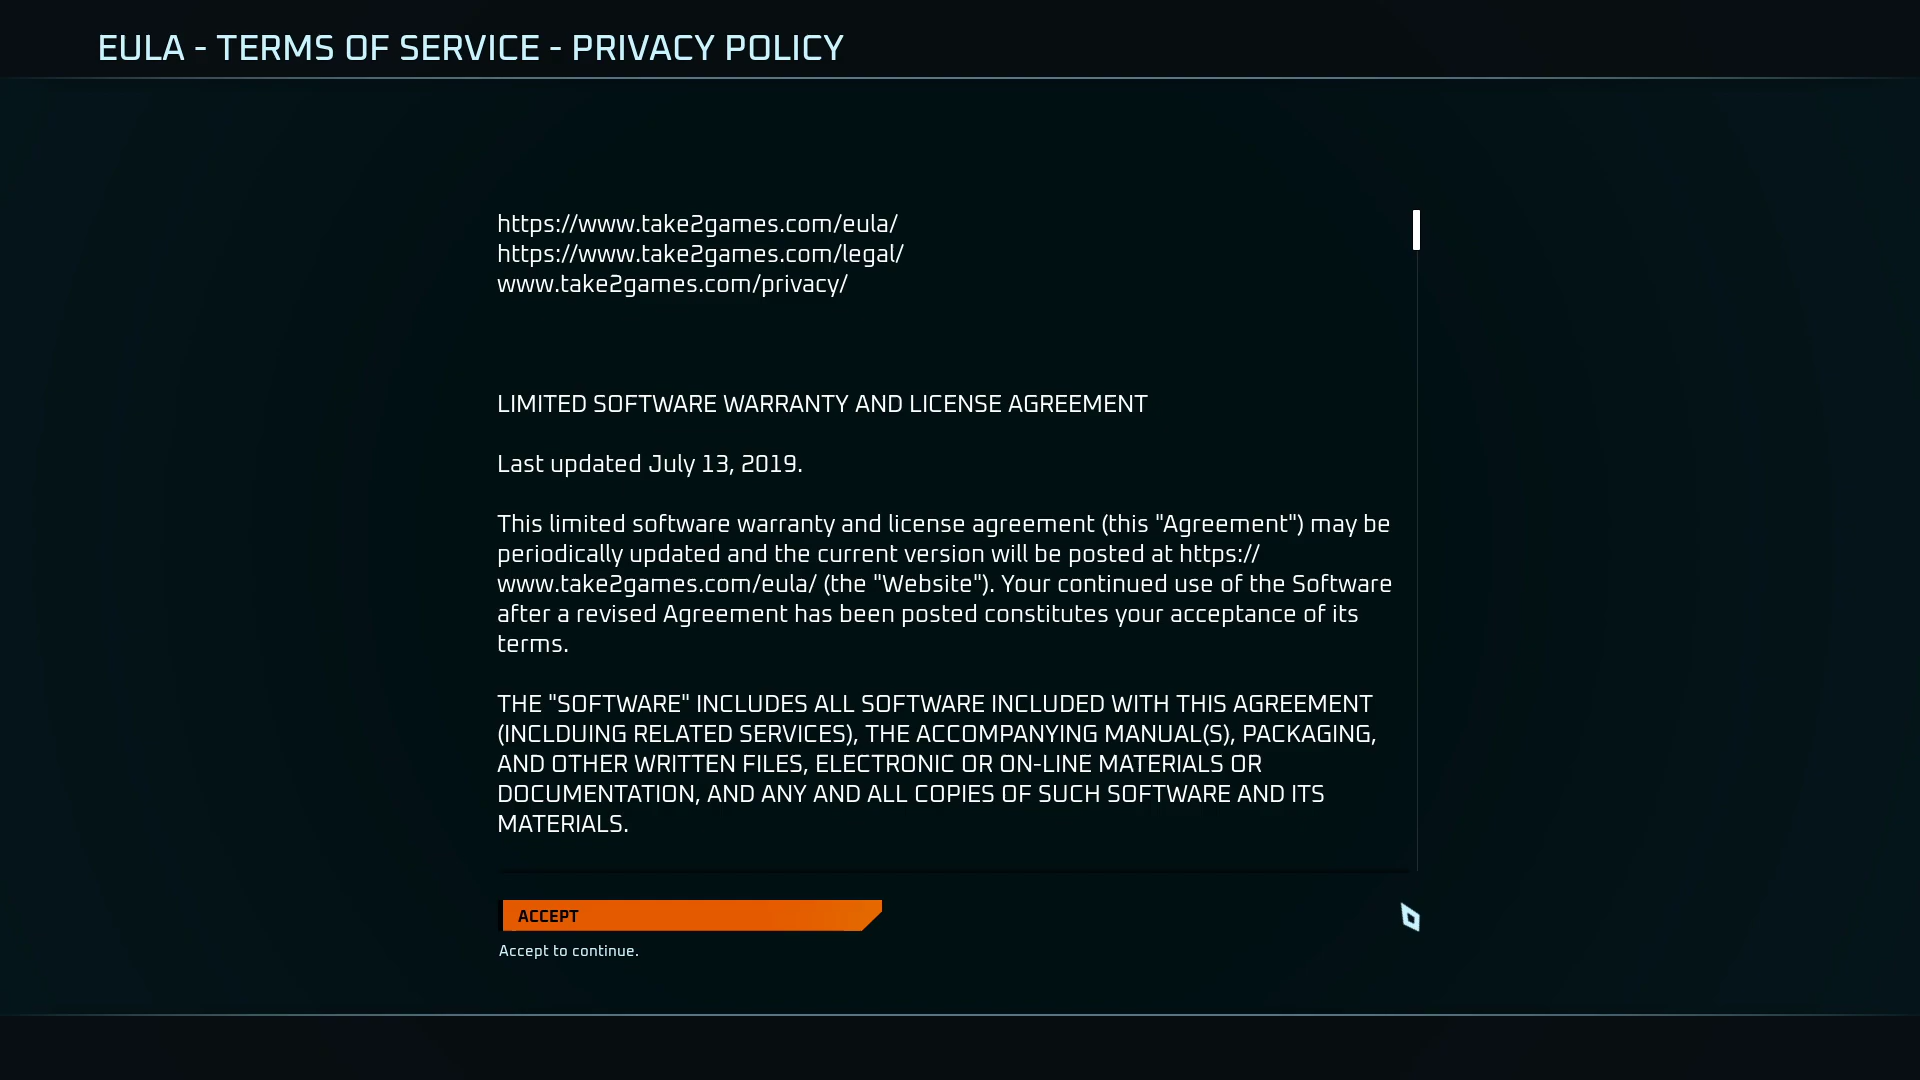 EULA - TERMS OF SERVICE - PRIVACY POLICY
https://www.take2games.com/eula/
https://www.take2games.com/legal/
www.take2games.com/privacy/
LIMITED SOFTWARE WARRANTY AND LICENSE AGREEMENT
Last updated July 13, 2019.
This limited software warranty and license agreement (this "Agreement") may be
periodically updated and the current version will be posted at https://
www.take2games.com/eula/ (the "Website"). Your continued use of the Software
after a revised Agreement has been posted constitutes your acceptance of its
terms.
THE "SOFTWARE" INCLUDES ALL SOFTWARE INCLUDED WITH THIS AGREEMENT
(INCLDUING RELATED SERVICES), THE ACCOMPANYING MANUAL(S), PACKAGING,
AND OTHER WRITTEN FILES, ELECTRONIC OR ON-LINE MATERIALS OR
DOCUMENTATION, AND ANY AND ALL COPIES OF SUCH SOFTWARE AND ITS
MATERIALS.
ACCEPT
Accept to continue.